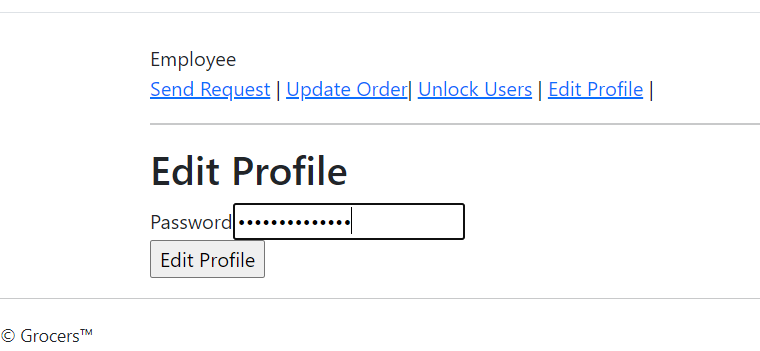 Employee
Send Request | Update Order| Unlock Users | Edit Profile |
Edit Profile
Password ••••••••••••••
Edit Profile
© Grocers™